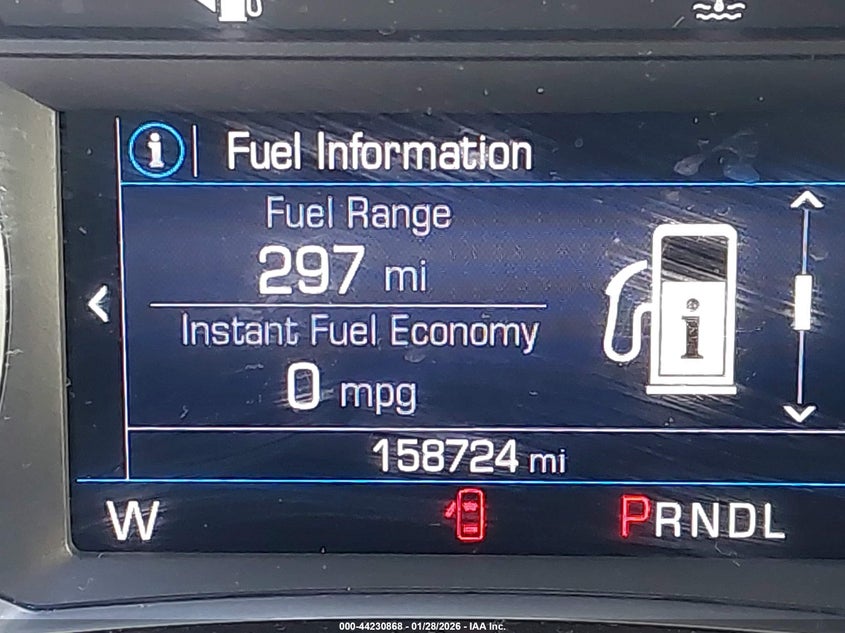 i Fuel Information
Fuel Range
297 mi
Instant Fuel Economy
i
0 mpg
158724 mi
W PRNDL
000-44230868 - 01/28/2026 - IAA Inc.